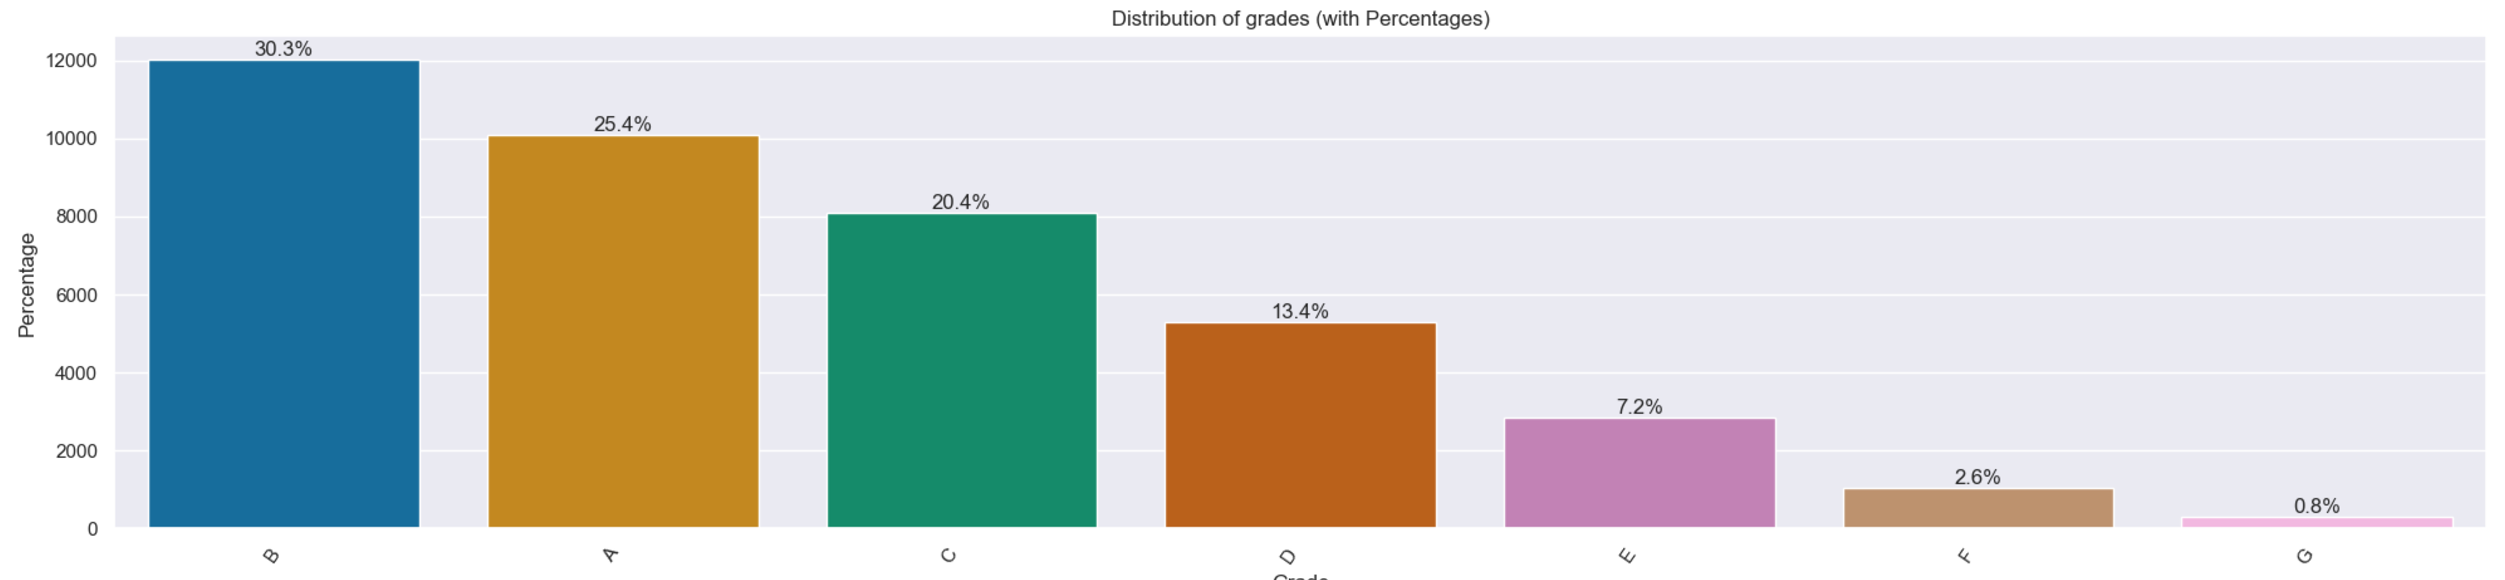 Distribution of grades (with Percentages)
12000
10000
8000
6000
4000
2000
0
Percentage
30.3%
25.4%
20.4%
13.4%
7.2%
2.6%
0.8%
B
A
C
D
E
F
G
Grade